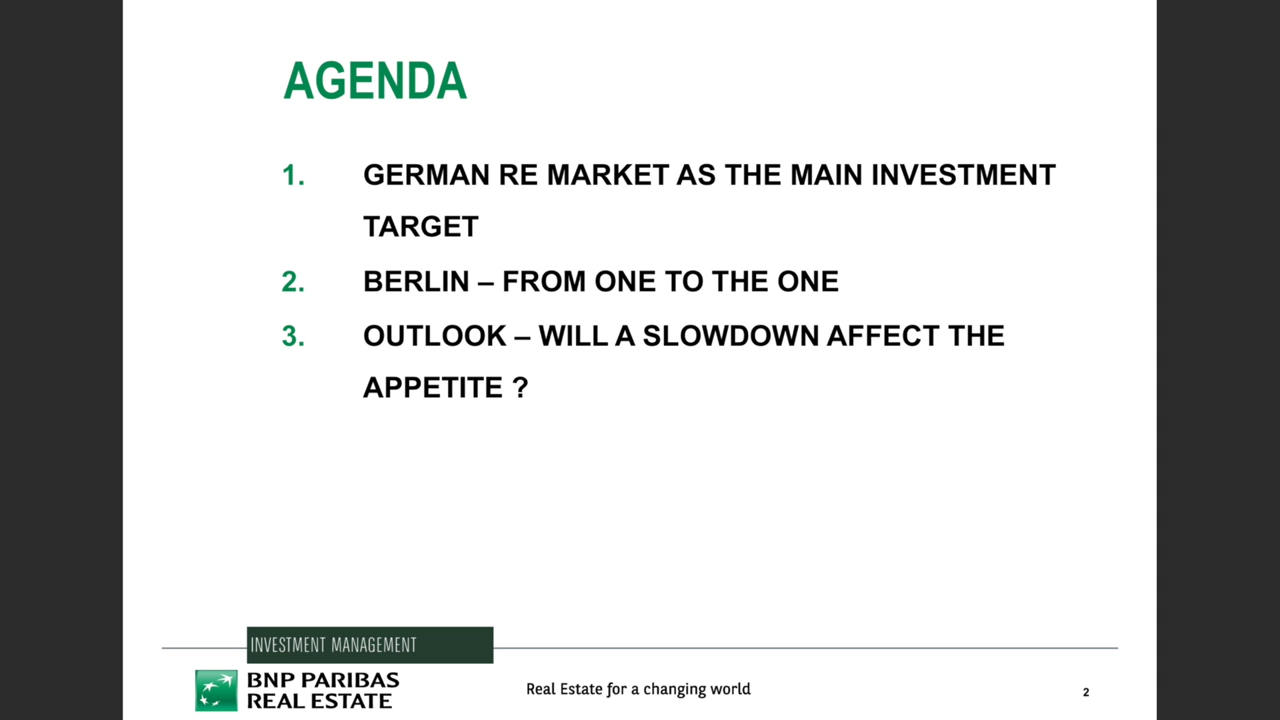 AGENDA
1. GERMAN RE MARKET AS THE MAIN INVESTMENT
TARGET
2. BERLIN – FROM ONE TO THE ONE
3. OUTLOOK – WILL A SLOWDOWN AFFECT THE
APPETITE ?
INVESTMENT MANAGEMENT
BNP PARIBAS
REAL ESTATE
Real Estate for a changing world
2